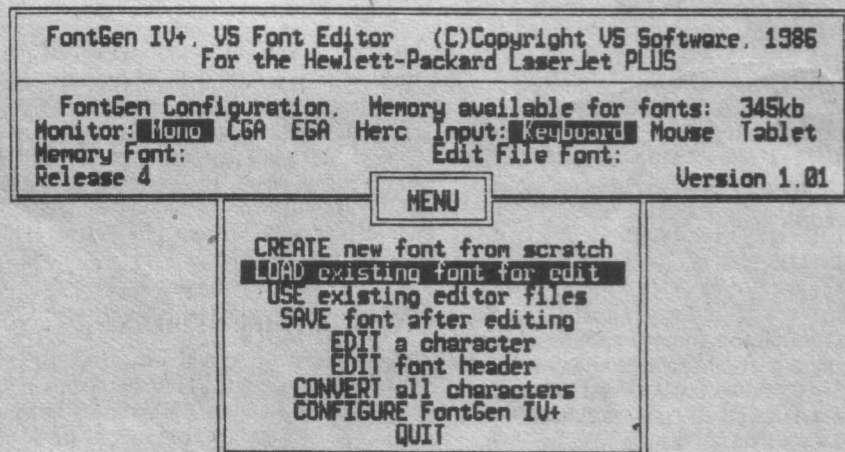 FontGen IV+, VS Font Editor (C)Copyright VS Software, 1986
For the Hewlett-Packard LaserJet PLUS
FontGen Configuration. Memory available for fonts: 345kb
Monitor: Mono CGA EGA Herc Input: Keyboard Mouse Tablet
Memory Font: Edit File Font:
Release 4 Version 1.01
MENU
CREATE new font from scratch
LOAD existing font for edit
USE existing editor files
SAVE font after editing
EDIT a character
EDIT font header
CONVERT all characters
CONFIGURE FontGen IV+
QUIT